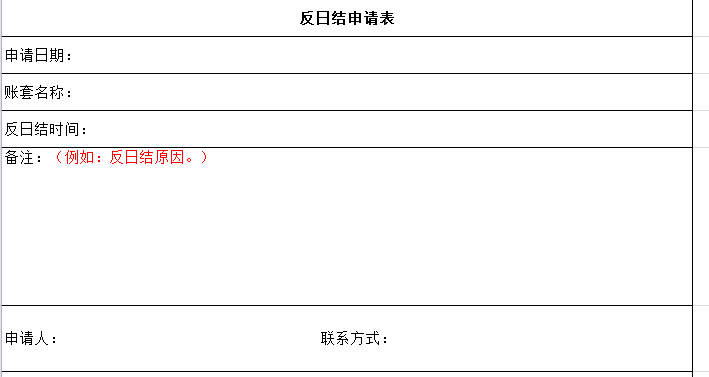 反日结申请表
申请日期：
账套名称：
反日结时间：
备注：（例如：反日结原因。）
申请人： 联系方式：